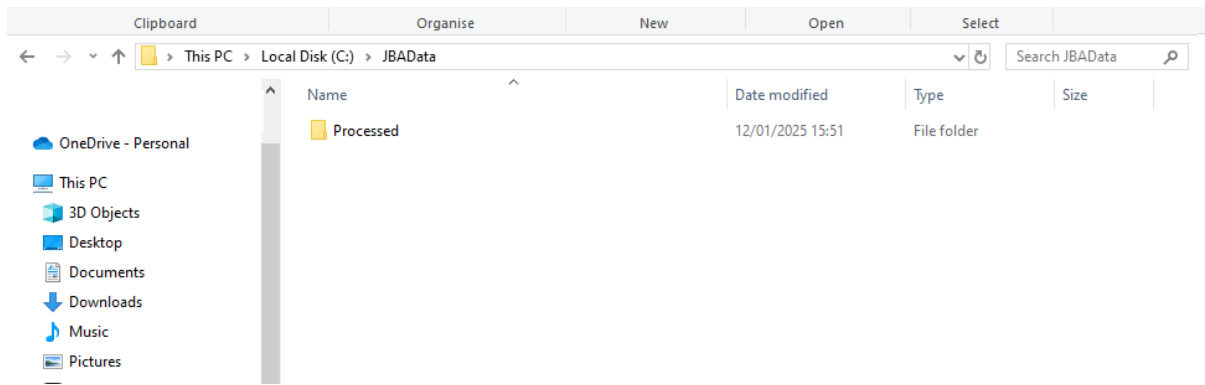 Clipboard Organise New Open Select
This PC Local Disk (C:) JBAData Search JBAData
Name Date modified Type Size
Processed 12/01/2025 15:51 File folder
OneDrive - Personal
This PC
3D Objects
Desktop
Documents
Downloads
Music
Pictures